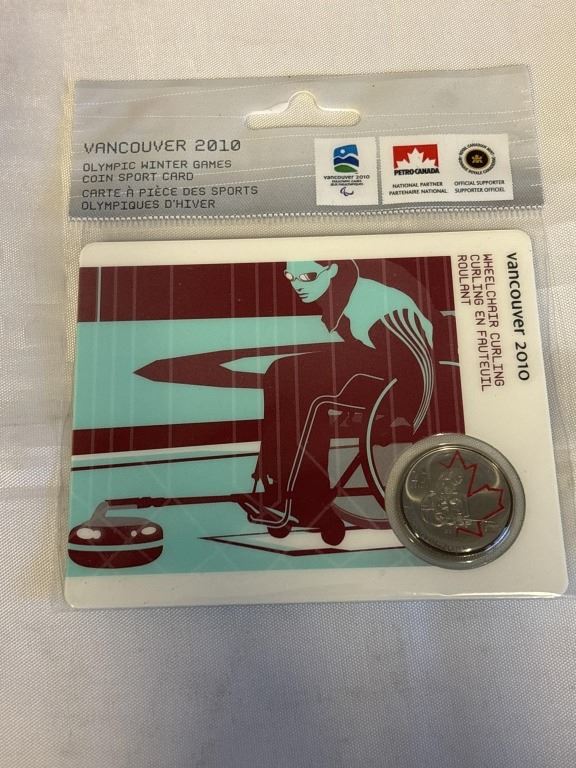 VANCOUVER 2010
OLYMPIC WINTER GAMES
COIN SPORT CARD
CARTE À PIÈCE DES SPORTS
OLYMPIQUES D'HIVER
vancouver 2010
PETRO-CANADA
NATIONAL PARTNER
PARTENAIRE NATIONAL
OFFICIAL SUPPORTER
SUPPORTER OFFICIEL
vancouver 2010
WHEELCHAIR CURLING
CURLING EN FAUTEUIL
ROULANT